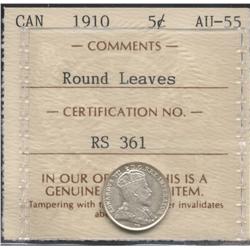 CAN 1910 5¢ AU-55
— COMMENTS —
Round Leaves
— CERTIFICATION NO. —
RS 361
IN OUR THIS IS A
GENUINE ITEM.
Tampering with invalidates